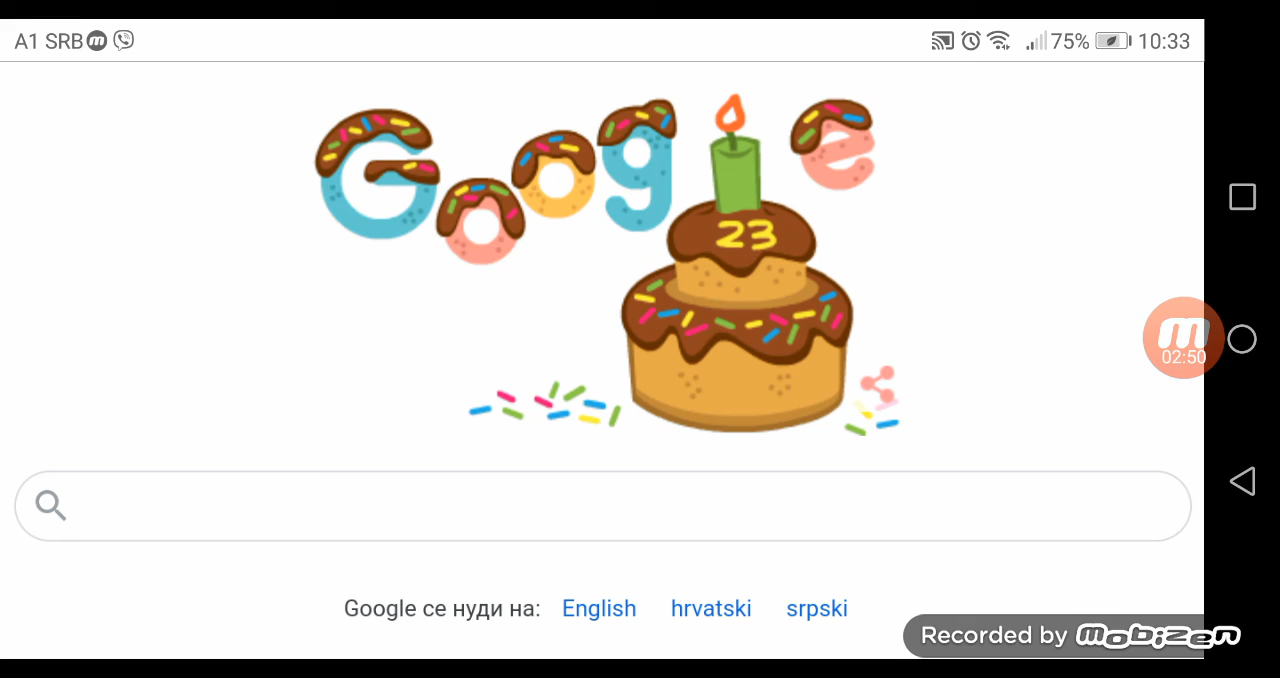 A1 SRB 75% 10:33
Google
23
02:50
Google се нуди на: English hrvatski srpski
Recorded by mobizen